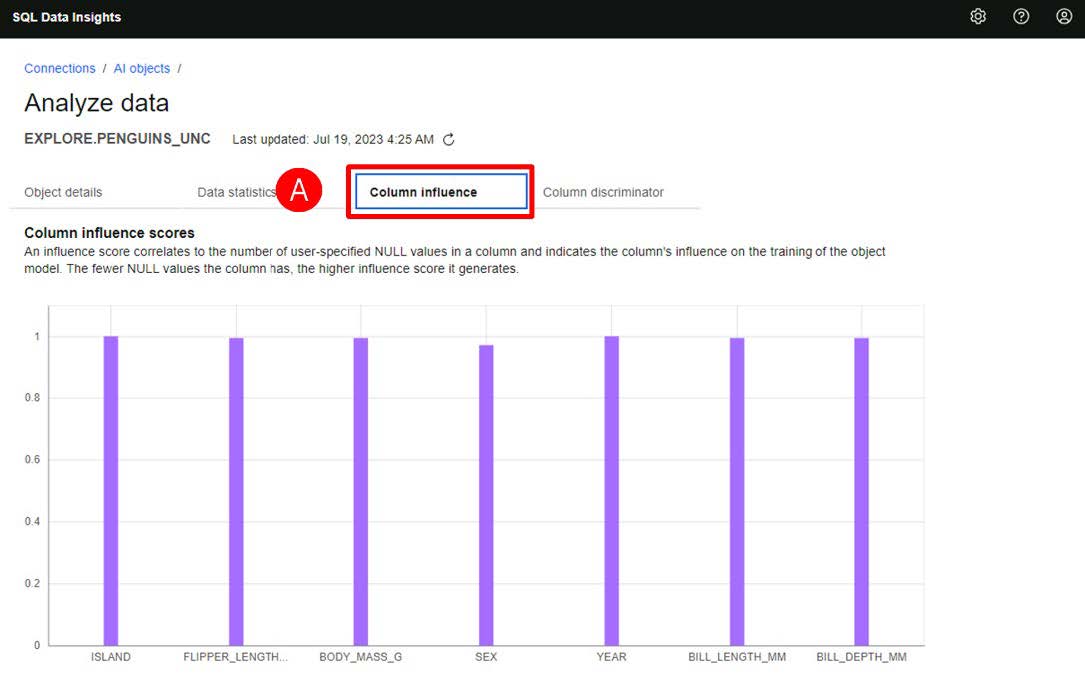 SQL Data Insights
Connections / AI objects /
Analyze data
EXPLORE.PENGUINS_UNC Last updated: Jul 19, 2023 4:25 AM
Object details Data statistics A Column influence Column discriminator
Column influence scores
An influence score correlates to the number of user-specified NULL values in a column and indicates the column's influence on the training of the object
model. The fewer NULL values the column has, the higher influence score it generates.
1
0.8
0.6
0.4
0.2
0
ISLAND FLIPPER_LENGTH... BODY_MASS_G SEX YEAR BILL_LENGTH_MM BILL_DEPTH_MM